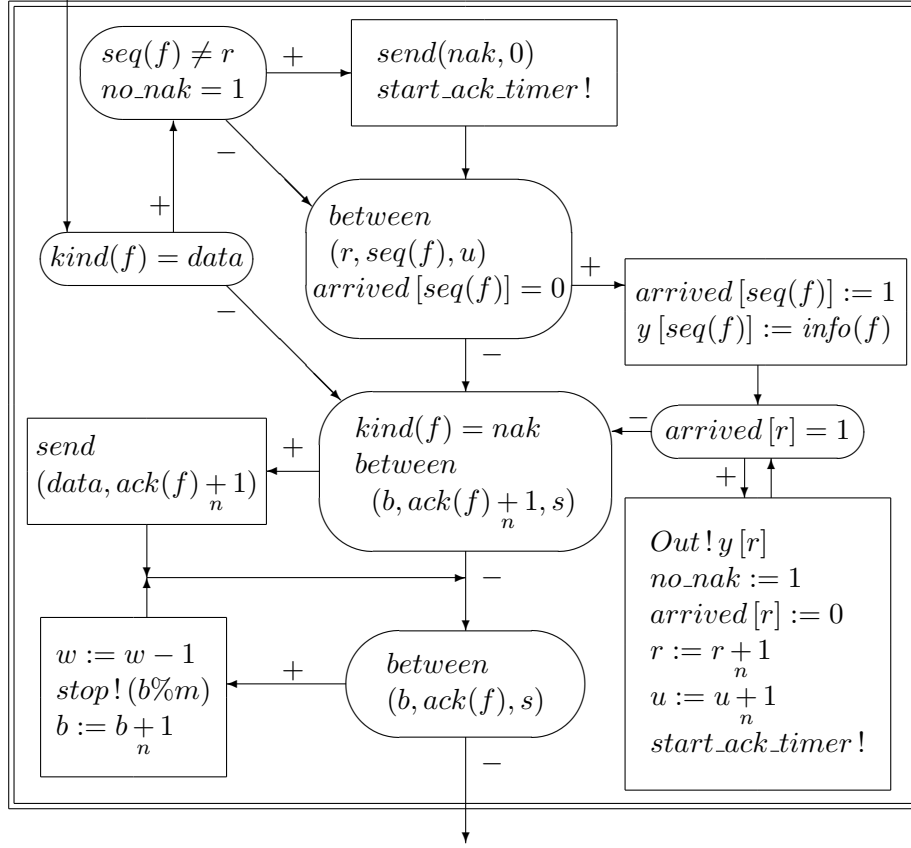 seq(f) ≠ r
no_nak = 1
+
send(nak, 0)
start_ack_timer !
−
+
kind(f) = data
between
(r, seq(f), u)
arrived [seq(f)] = 0
+
arrived [seq(f)] := 1
y [seq(f)] := info(f)
−
−
arrived [r] = 1
−
kind(f) = nak
between
(b, ack(f) + 1, s)
n
+
send
(data, ack(f) + 1)
n
+
Out ! y [r]
no_nak := 1
arrived [r] := 0
r := r + 1
n
u := u + 1
n
start_ack_timer !
−
w := w − 1
stop ! (b%m)
b := b + 1
n
+
between
(b, ack(f), s)
−